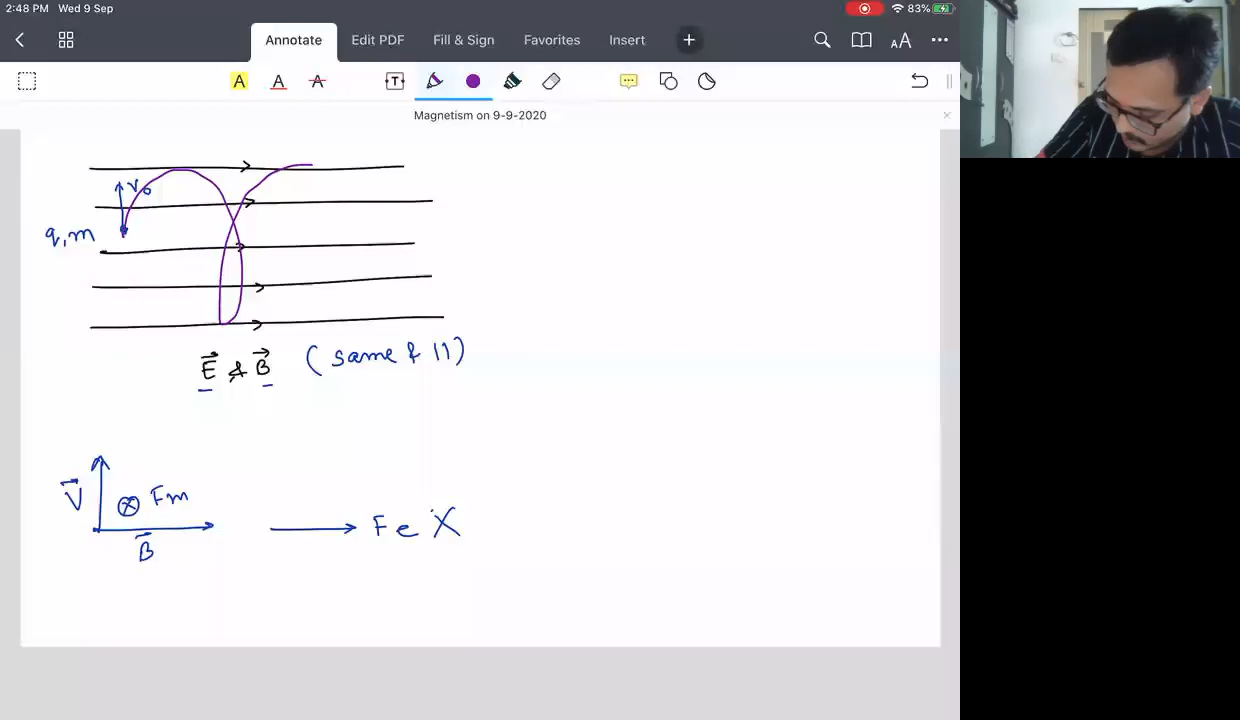 2:48 PM Wed 9 Sep
83%
Annotate Edit PDF Fill & Sign Favorites Insert
A A A T AA
Magnetism on 9-9-2020
v₀
q, m
E⃗ & B⃗ (same & ||)
V⃗
⊗ Fm
B⃗
Fe X